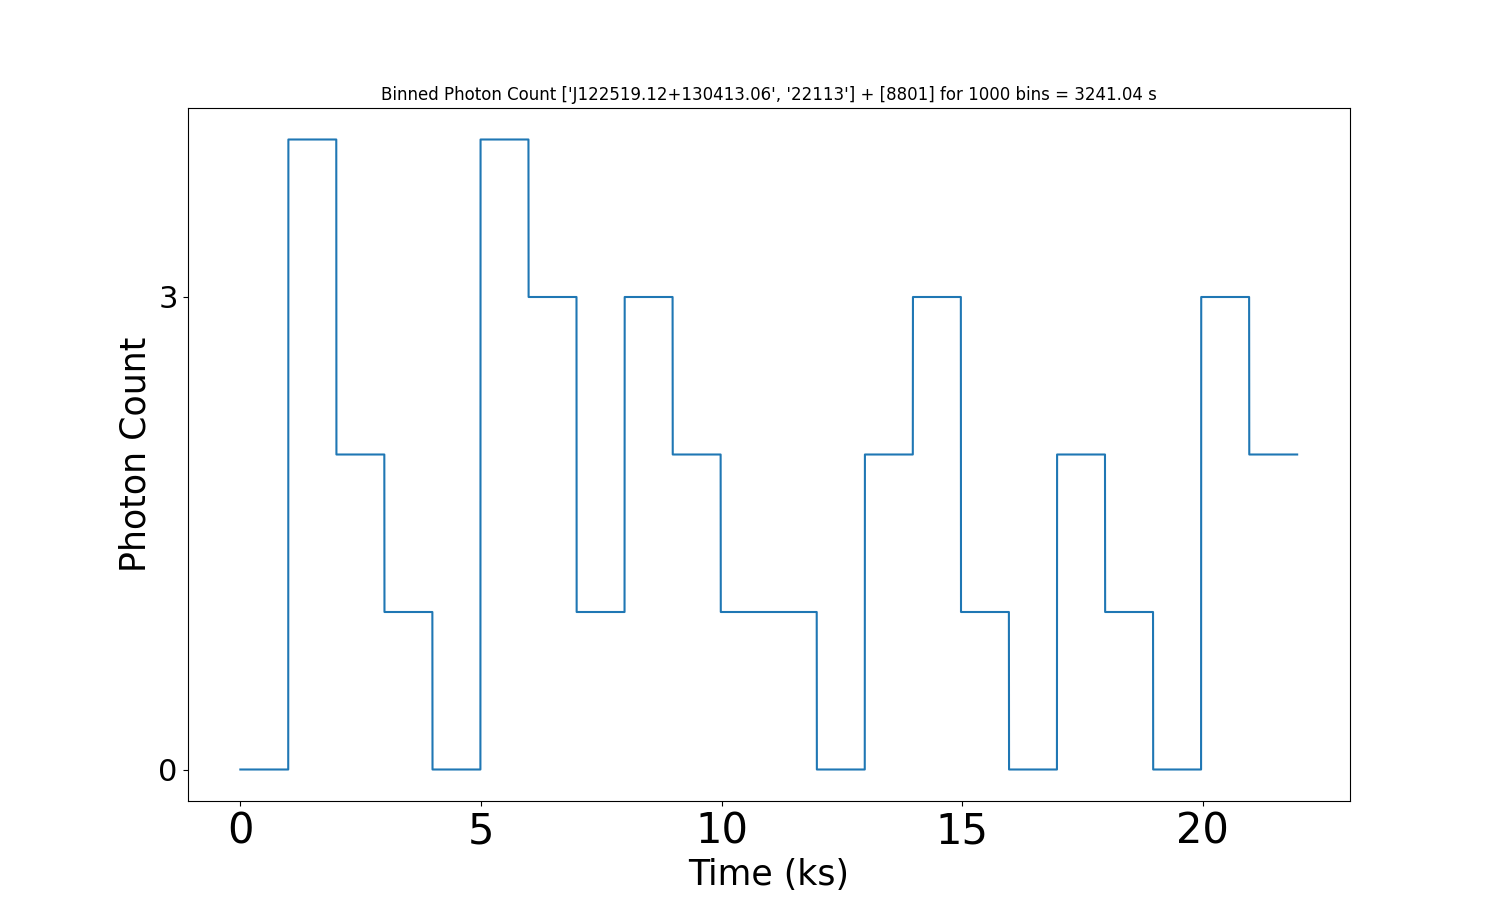 Binned Photon Count ['J122519.12+130413.06', '22113'] + [8801] for 1000 bins = 3241.04 s
3
Photon Count
0
0 5 10 15 20
Time (ks)